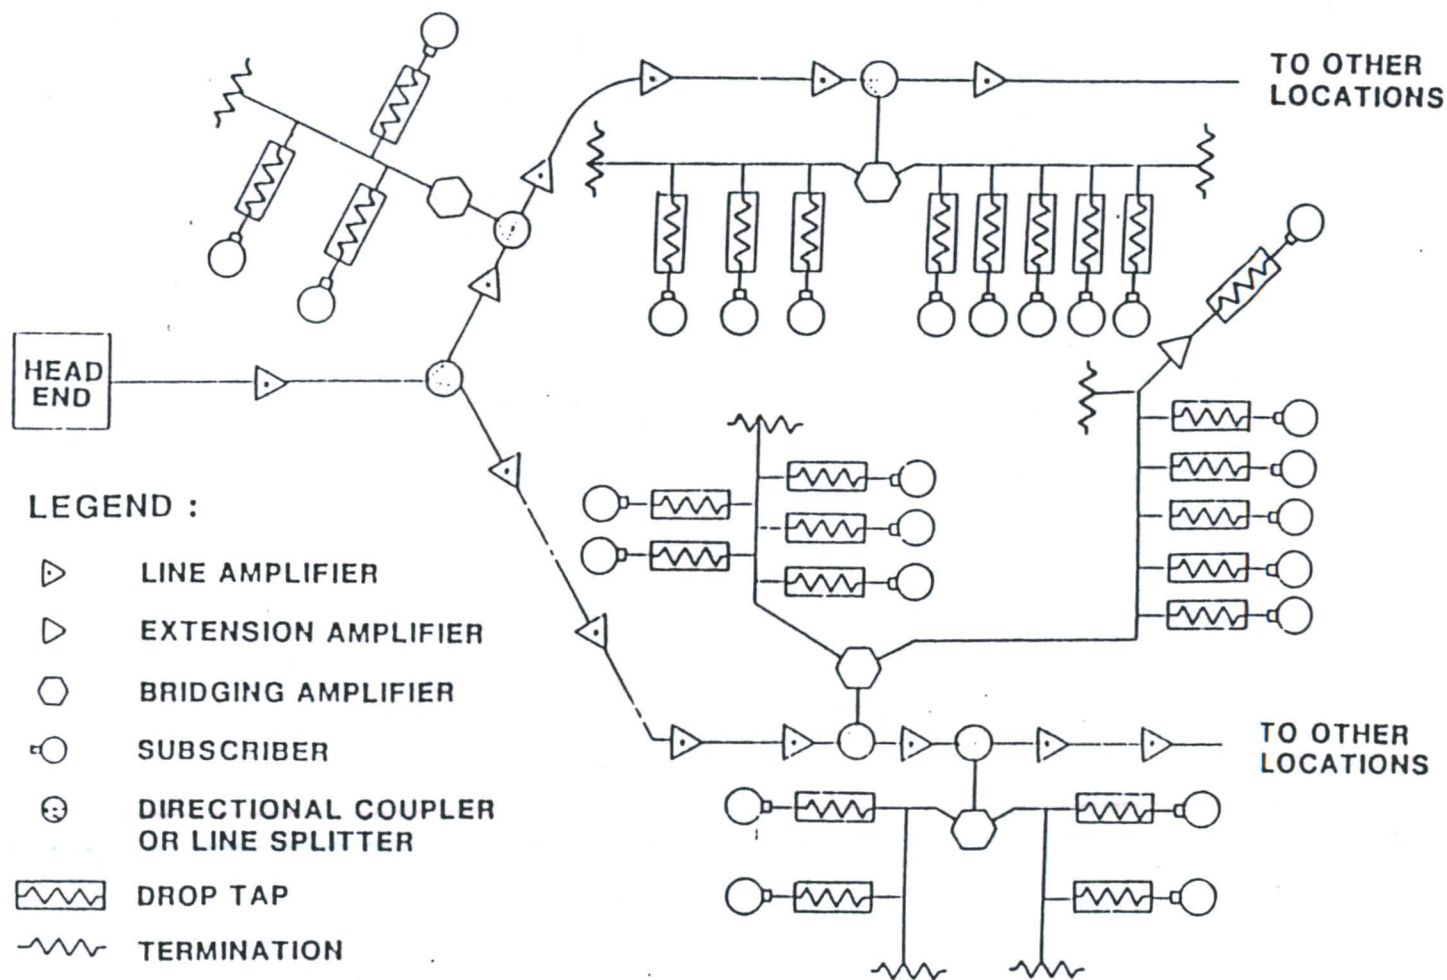 TO OTHER
LOCATIONS
HEAD
END
LEGEND :
LINE AMPLIFIER
EXTENSION AMPLIFIER
BRIDGING AMPLIFIER
SUBSCRIBER
DIRECTIONAL COUPLER
OR LINE SPLITTER
DROP TAP
TERMINATION
TO OTHER
LOCATIONS